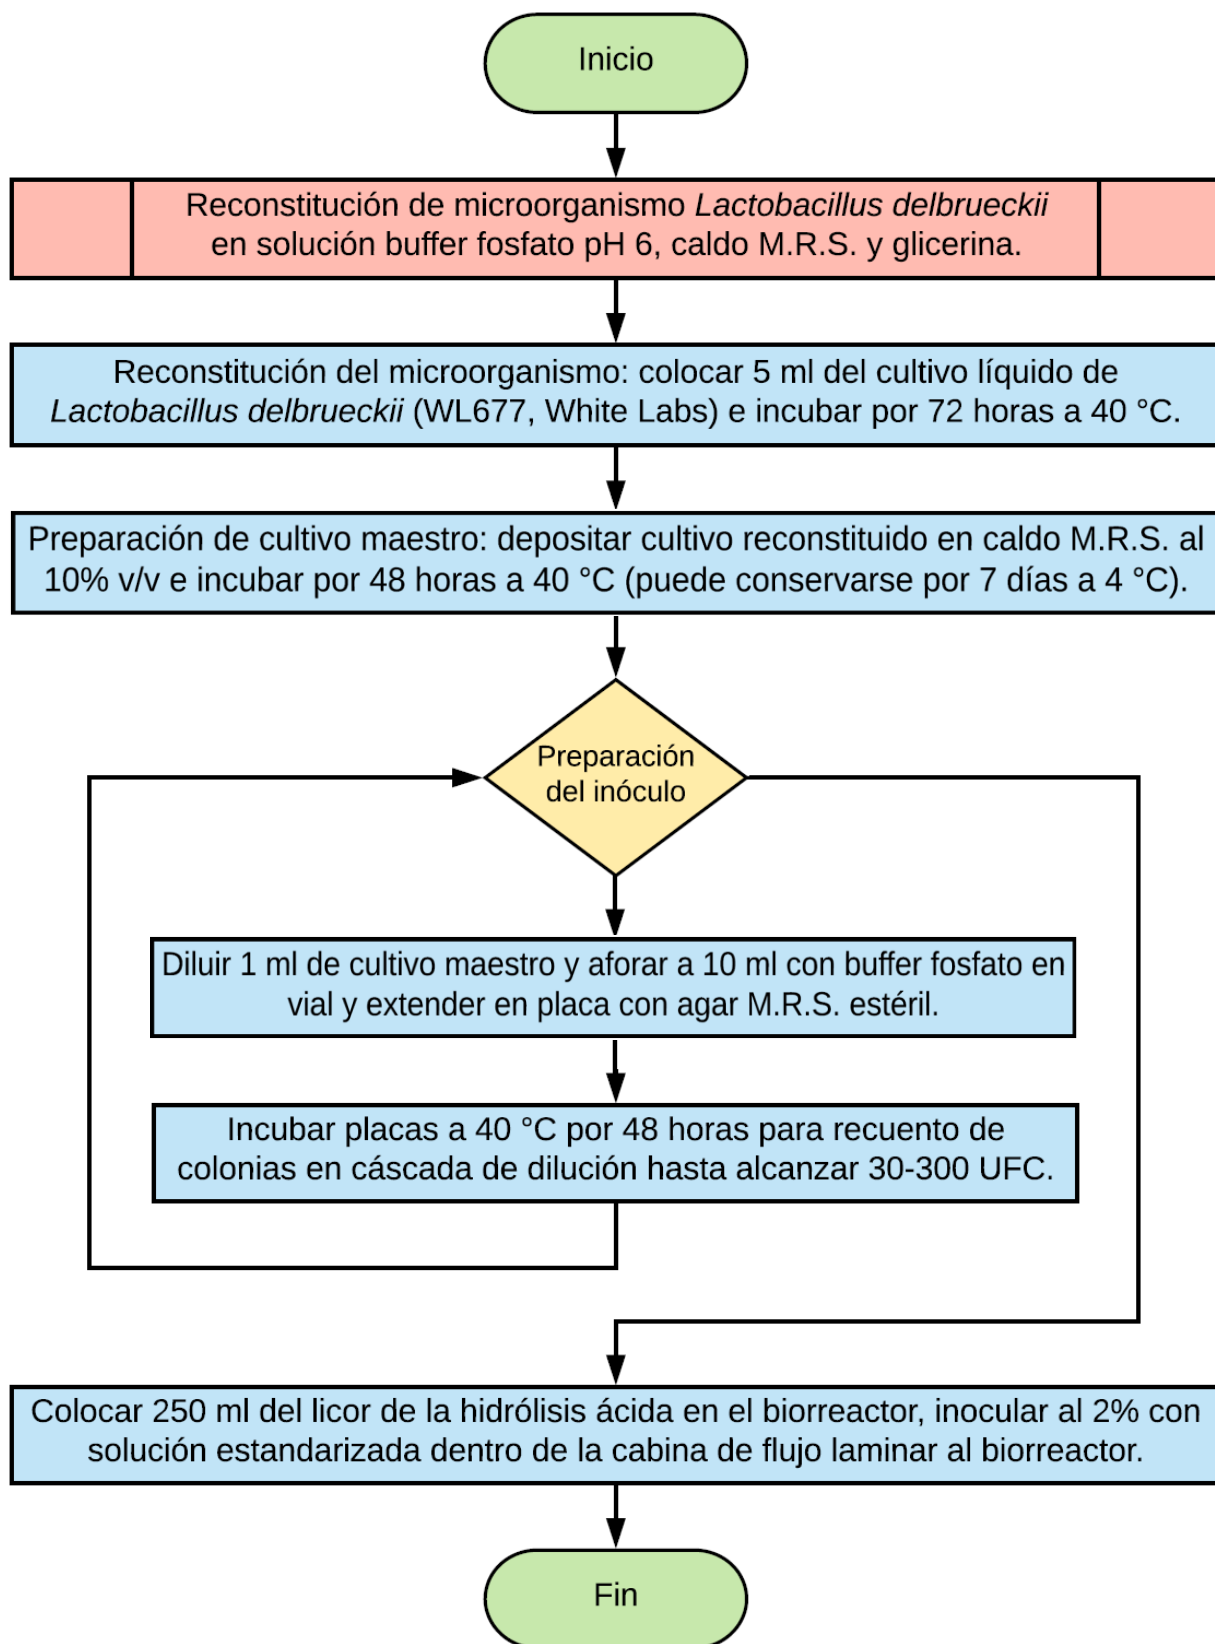 Inicio
Reconstitución de microorganismo Lactobacillus delbrueckii
en solución buffer fosfato pH 6, caldo M.R.S. y glicerina.
Reconstitución del microorganismo: colocar 5 ml del cultivo líquido de
Lactobacillus delbrueckii (WL677, White Labs) e incubar por 72 horas a 40 °C.
Preparación de cultivo maestro: depositar cultivo reconstituido en caldo M.R.S. al
10% v/v e incubar por 48 horas a 40 °C (puede conservarse por 7 días a 4 °C).
Preparación
del inóculo
Diluir 1 ml de cultivo maestro y aforar a 10 ml con buffer fosfato en
vial y extender en placa con agar M.R.S. estéril.
Incubar placas a 40 °C por 48 horas para recuento de
colonias en cáscada de dilución hasta alcanzar 30-300 UFC.
Colocar 250 ml del licor de la hidrólisis ácida en el biorreactor, inocular al 2% con
solución estandarizada dentro de la cabina de flujo laminar al biorreactor.
Fin